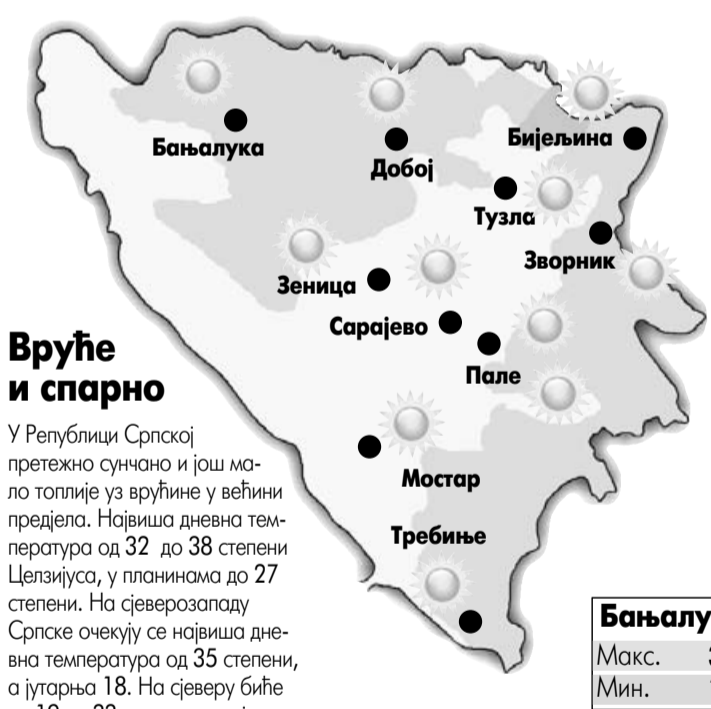 Бањалука
Добој
Бијељина
Тузла
Зворник
Зеница
Сарајево
Пале
Мостар
Требиње
Вруће
и спарно
У Републици Српској
претежно сунчано и још ма-
ло топлије уз врућине у већини
предјела. Највиша дневна тем-
пература од 32 до 38 степени
Целзијуса, у планинама до 27
степени. На сјеверозападу
Српске очекују се највиша дне-
вна температура од 35 степени,
а јутарња 18. На сјеверу биће
Макс.
Мин.